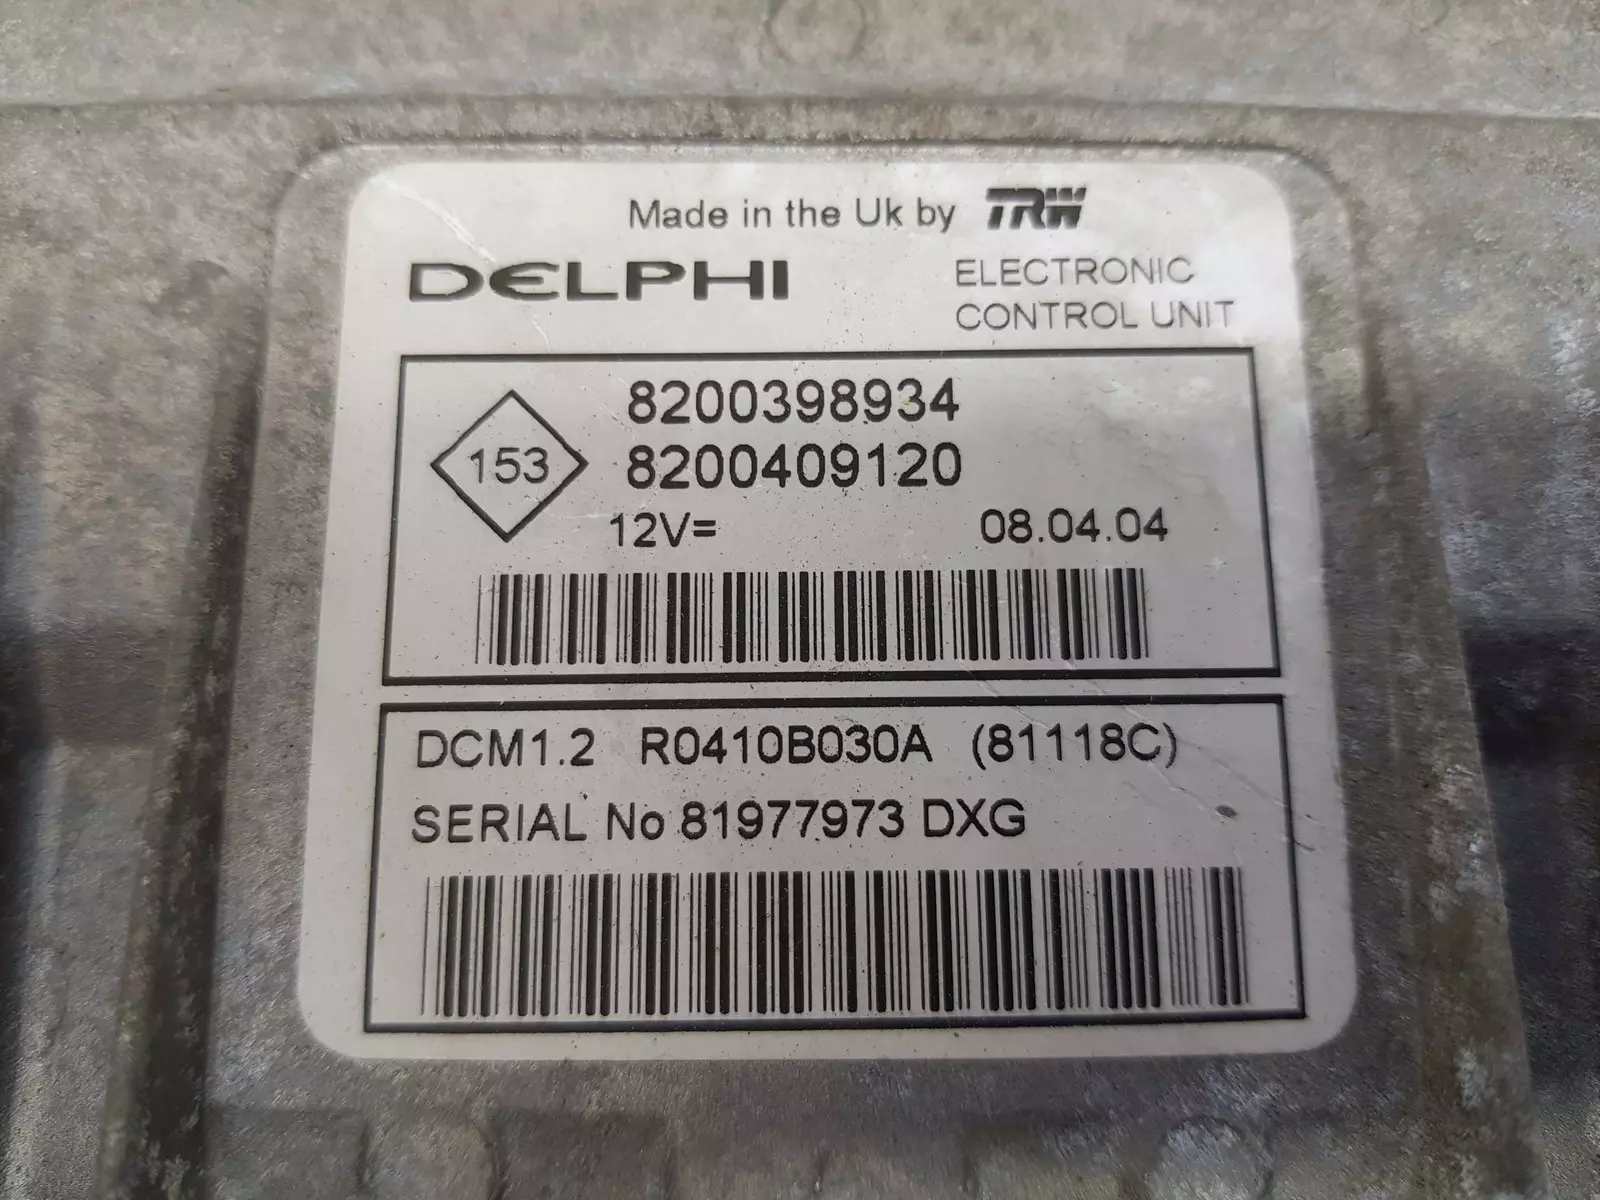 Made in the Uk by TRW
DELPHI
ELECTRONIC
CONTROL UNIT
8200398934
153
8200409120
12V=
08.04.04
DCM1.2 R0410B030A (81118C)
SERIAL No 81977973 DXG